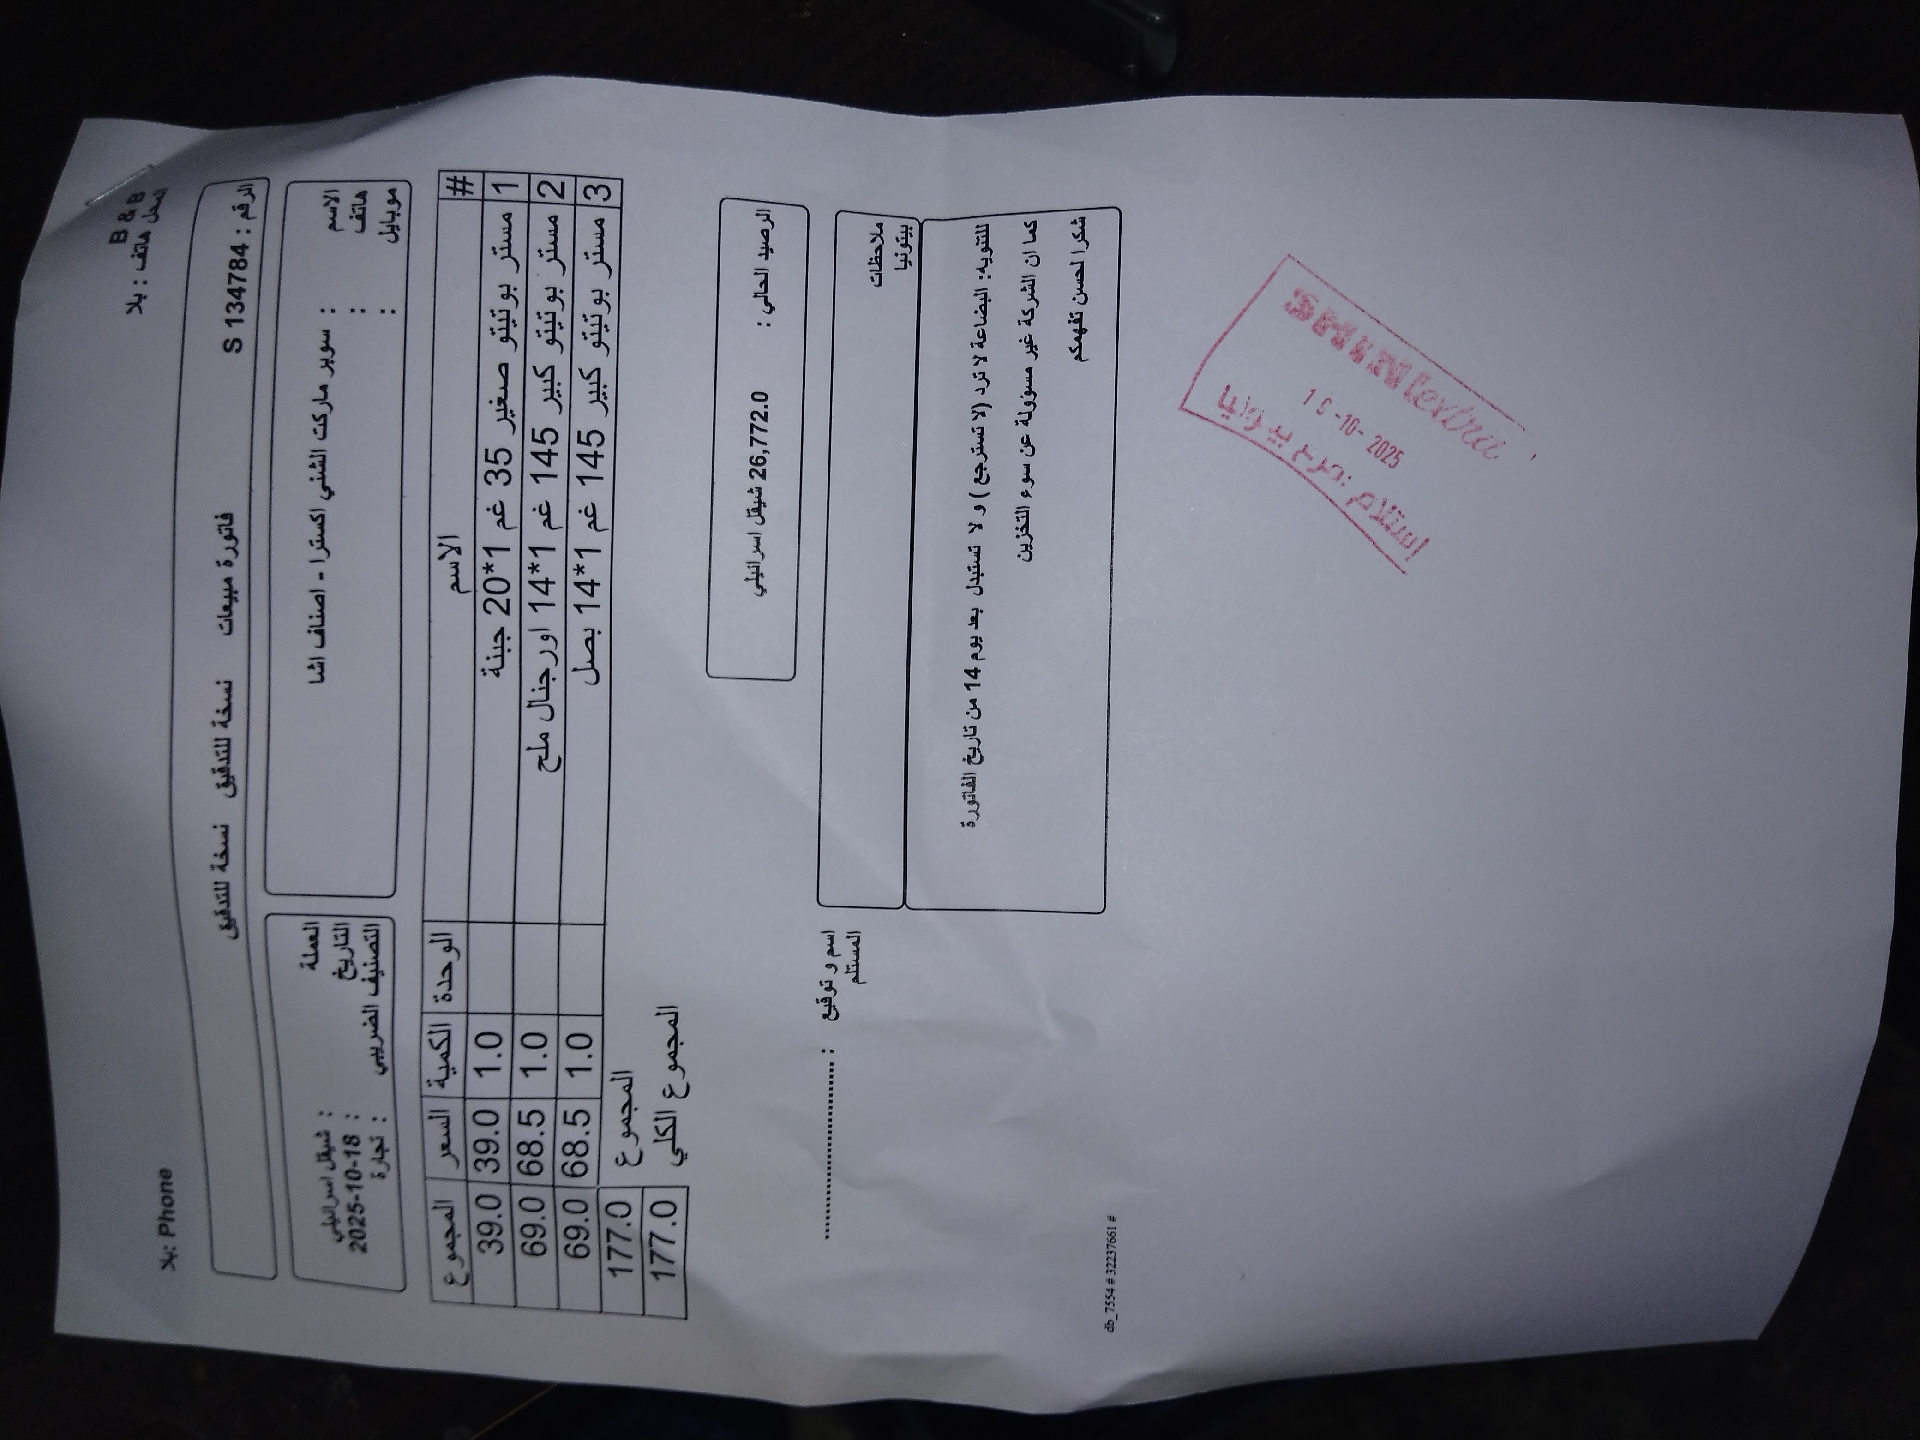 B & B
المحل هاتف : بلا
بلا: Phone
الرقم : S 134784 فاتورة مبيعات نسخة للتدقيق نسخة للتدقيق
الاسم : سوبر ماركت الشني اكسترا - اصناف اشا
هاتف :
موبايل :
العملة : شيقل اسرائيلي
التاريخ : 2025-10-18
التصنيف الضريبي : تجارة
# الاسم الوحدة الكمية السعر المجموع
1 مستر بوتيتو صغير 35 غم 1*20 جبنة 1.0 39.0 39.0
2 مستر بوتيتو كبير 145 غم 1*14 اورجنال ملح 1.0 68.5 69.0
3 مستر بوتيتو كبير 145 غم 1*14 بصل 1.0 68.5 69.0
المجموع 177.0
المجموع الكلي 177.0
الرصيد الحالي : 26,772.0 شيقل اسرائيلي
ملاحظات
بيتونيا
اسم و توقيع المستلم : ........................
للتنويه: البضاعة لا ترد (لا تسترجع ) و لا تستبدل بعد يوم 14 من تاريخ الفاتورة
كما ان الشركة غير مسؤولة عن سوء التخزين
شكرا لحسن تفهمكم
db_7554 # 32237661 #
extra
-10- 2025
إستلام :فرع بيتونيا